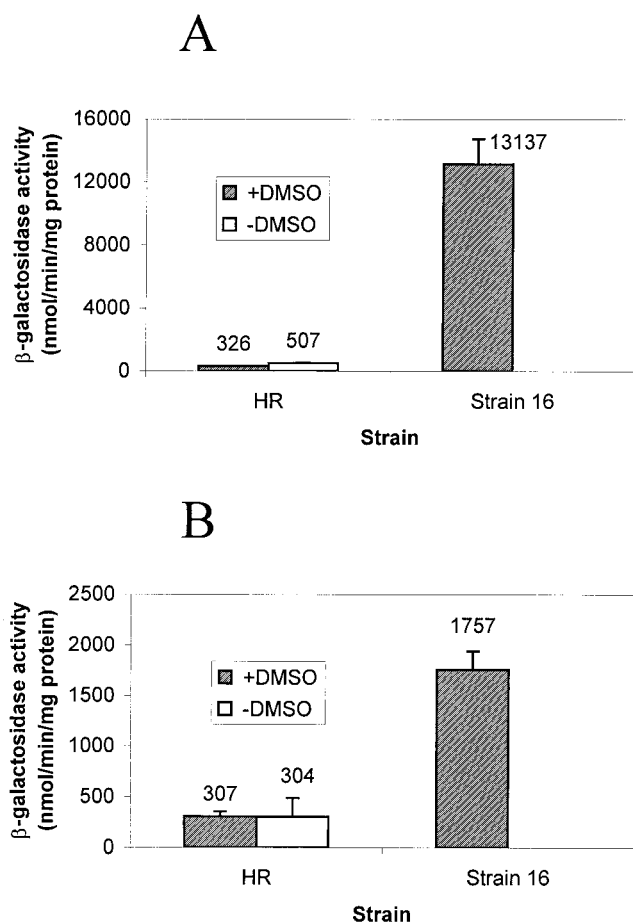 A
β-galactosidase activity
(nmol/min/mg protein)
16000
12000
8000
4000
0
+DMSO
-DMSO
326
507
13137
HR
Strain 16
Strain
B
β-galactosidase activity
(nmol/min/mg protein)
2500
2000
1500
1000
500
0
+DMSO
-DMSO
307
304
1757
HR
Strain 16
Strain